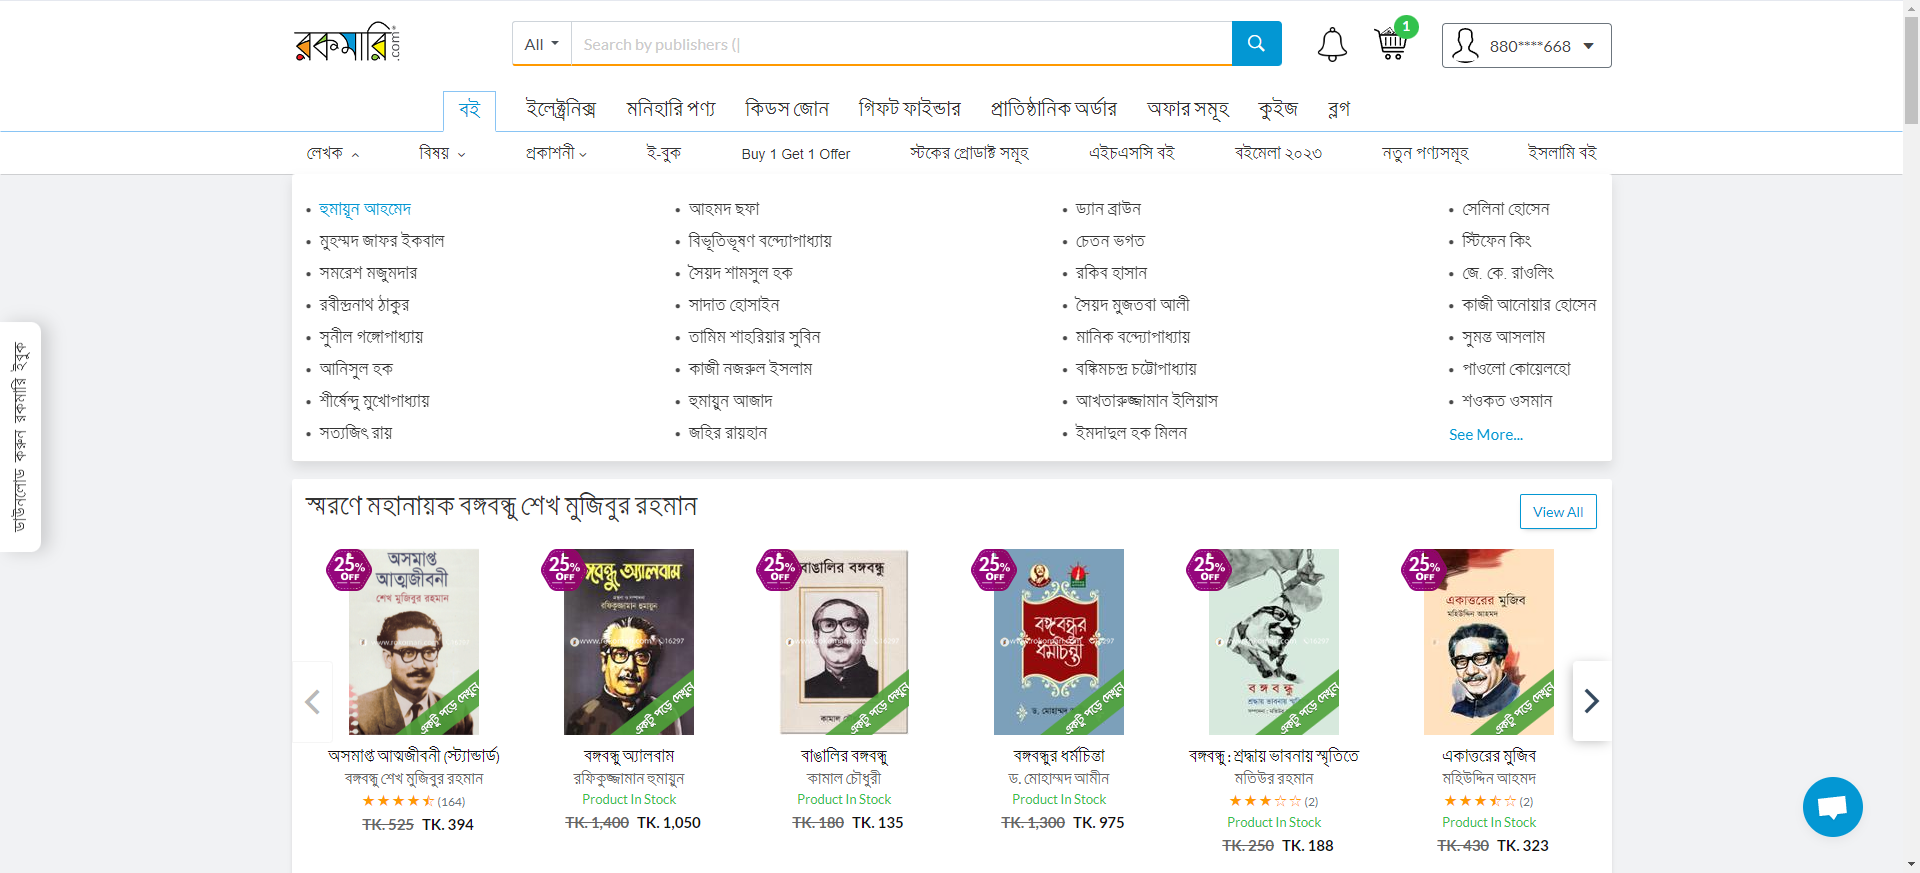 রকমারি.com
All
Search by publishers (|
1
880****668
বই
ইলেক্ট্রনিক্স
মনিহারি পণ্য
কিডস জোন
গিফট ফাইন্ডার
প্রাতিষ্ঠানিক অর্ডার
অফার সমূহ
কুইজ
ব্লগ
লেখক
বিষয়
প্রকাশনী
ই-বুক
Buy 1 Get 1 Offer
স্টকের প্রোডাক্ট সমূহ
এইচএসসি বই
বইমেলা ২০২৩
নতুন পণ্যসমূহ
ইসলামি বই
হুমায়ূন আহমেদ
মুহম্মদ জাফর ইকবাল
সমরেশ মজুমদার
রবীন্দ্রনাথ ঠাকুর
সুনীল গঙ্গোপাধ্যায়
আনিসুল হক
শীর্ষেন্দু মুখোপাধ্যায়
সত্যজিৎ রায়
আহমদ ছফা
বিভূতিভূষণ বন্দ্যোপাধ্যায়
সৈয়দ শামসুল হক
সাদাত হোসাইন
তামিম শাহরিয়ার সুবিন
কাজী নজরুল ইসলাম
হুমায়ুন আজাদ
জহির রায়হান
ড্যান ব্রাউন
চেতন ভগত
রকিব হাসান
সৈয়দ মুজতবা আলী
মানিক বন্দ্যোপাধ্যায়
বঙ্কিমচন্দ্র চট্টোপাধ্যায়
আখতারুজ্জামান ইলিয়াস
ইমদাদুল হক মিলন
সেলিনা হোসেন
স্টিফেন কিং
জে. কে. রাওলিং
কাজী আনোয়ার হোসেন
সুমন্ত আসলাম
পাওলো কোয়েলহো
শওকত ওসমান
See More...
ডাউনলোড করুন রকমারি ইবুক
স্মরণে মহানায়ক বঙ্গবন্ধু শেখ মুজিবুর রহমান
View All
25% OFF
অসমাপ্ত
আত্মজীবনী
শেখ মুজিবুর রহমান
একটু পড়ে দেখুন
অসমাপ্ত আত্মজীবনী (স্ট্যান্ডার্ড)
বঙ্গবন্ধু শেখ মুজিবুর রহমান
(164)
TK. 525 TK. 394
25% OFF
অ্যালবাম
রফিকুজ্জামান হুমায়ুন
www.rokomari.com 16297
একটু পড়ে দেখুন
বঙ্গবন্ধু অ্যালবাম
রফিকুজ্জামান হুমায়ুন
Product In Stock
TK. 1,400 TK. 1,050
25% OFF
বাঙালির বঙ্গবন্ধু
একটু পড়ে দেখুন
বাঙালির বঙ্গবন্ধু
কামাল চৌধুরী
Product In Stock
TK. 180 TK. 135
25% OFF
বঙ্গবন্ধুর
ধর্মচিন্তা
একটু পড়ে দেখুন
বঙ্গবন্ধুর ধর্মচিন্তা
ড. মোহাম্মদ আমীন
Product In Stock
TK. 1,300 TK. 975
25% OFF
বঙ্গবন্ধু
শ্রদ্ধায় ভাবনায়
একটু পড়ে দেখুন
বঙ্গবন্ধু : শ্রদ্ধায় ভাবনায় স্মৃতিতে
মতিউর রহমান
(2)
Product In Stock
TK. 250 TK. 188
25% OFF
একাত্তরের মুজিব
মহিউদ্দিন আহমদ
একটু পড়ে দেখুন
একাত্তরের মুজিব
মহিউদ্দিন আহমদ
(2)
Product In Stock
TK. 430 TK. 323